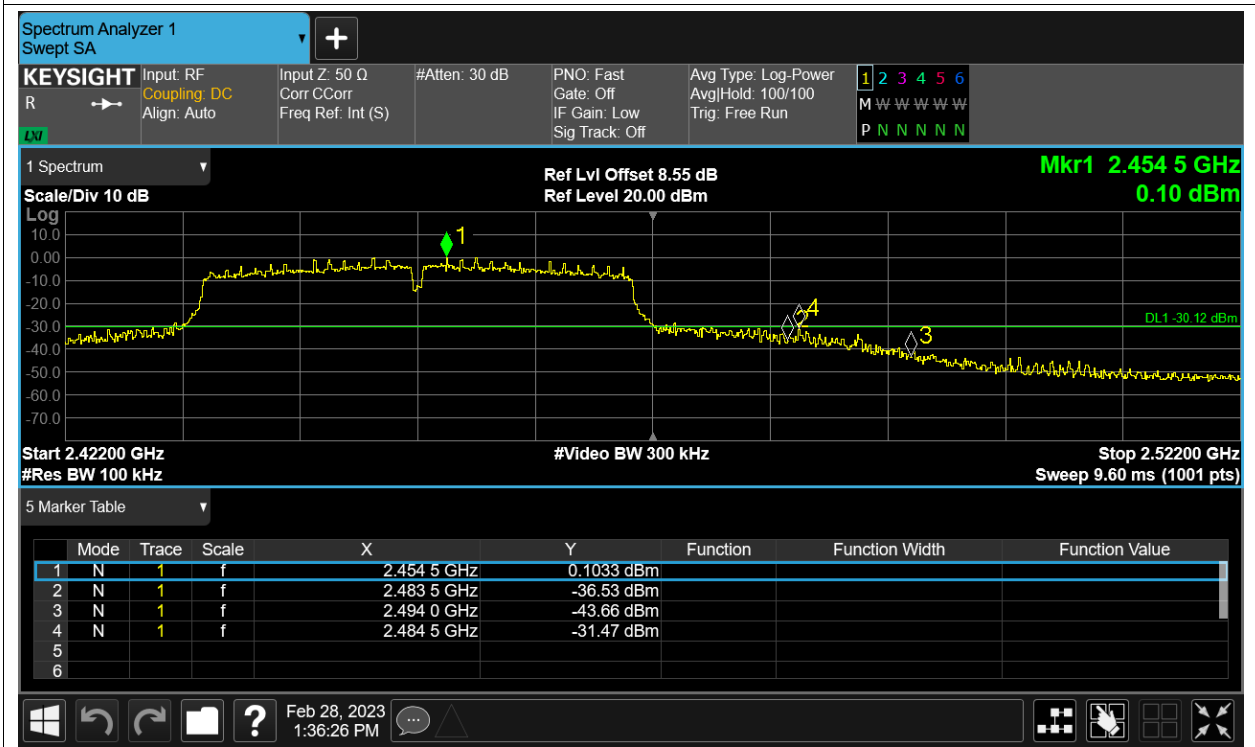 Spectrum Analyzer 1
Swept SA
KEYSIGHT Input: RF Input Z: 50 Ω #Atten: 30 dB PNO: Fast Avg Type: Log-Power 1 2 3 4 5 6
R Coupling: DC Corr CCorr Gate: Off Avg|Hold: 100/100 M W W W W W
Align: Auto Freq Ref: Int (S) IF Gain: Low Trig: Free Run
LXI Sig Track: Off P N N N N N
1 Spectrum Ref Lvl Offset 8.55 dB Mkr1 2.454 5 GHz
Scale/Div 10 dB Ref Level 20.00 dBm 0.10 dBm
Log
10.0 1
0.00
-10.0
-20.0 4
DL1 -30.12 dBm
-30.0 3
-40.0
-50.0
-60.0
-70.0
Start 2.42200 GHz #Video BW 300 kHz Stop 2.52200 GHz
#Res BW 100 kHz Sweep 9.60 ms (1001 pts)
5 Marker Table
Mode Trace Scale X Y Function Function Width Function Value
1 N 1 f 2.454 5 GHz 0.1033 dBm
2 N 1 f 2.483 5 GHz -36.53 dBm
3 N 1 f 2.494 0 GHz -43.66 dBm
4 N 1 f 2.484 5 GHz -31.47 dBm
5
6
? Feb 28, 2023
1:36:26 PM